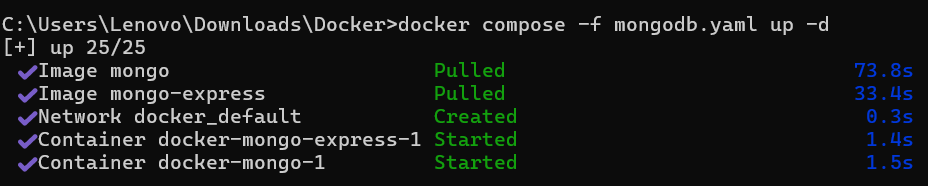 C:\Users\Lenovo\Downloads\Docker>docker compose -f mongodb.yaml up -d
[+] up 25/25
✔Image mongo Pulled 73.8s
✔Image mongo-express Pulled 33.4s
✔Network docker_default Created 0.3s
✔Container docker-mongo-express-1 Started 1.4s
✔Container docker-mongo-1 Started 1.5s